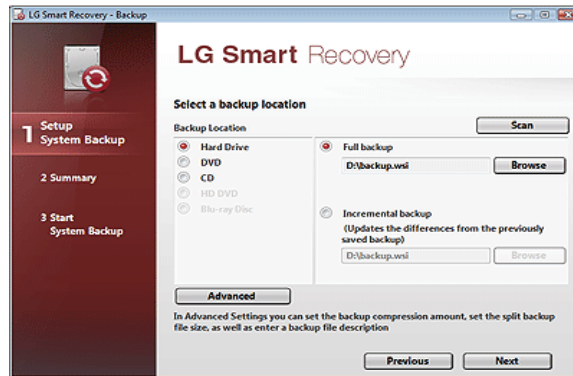 LG Smart Recovery - Backup
LG Smart Recovery
Select a backup location
Backup Location
Scan
1 Setup
System Backup
2 Summary
3 Start
System Backup
Hard Drive
DVD
CD
HD DVD
Blu-ray Disc
Full backup
D:\backup.wsi
Browse
Incremental backup
(Updates the differences from the previously
saved backup)
D:\backup.wsi
Browse
Advanced
In Advanced Settings you can set the backup compression amount, set the split backup
file size, as well as enter a backup file description
Previous
Next